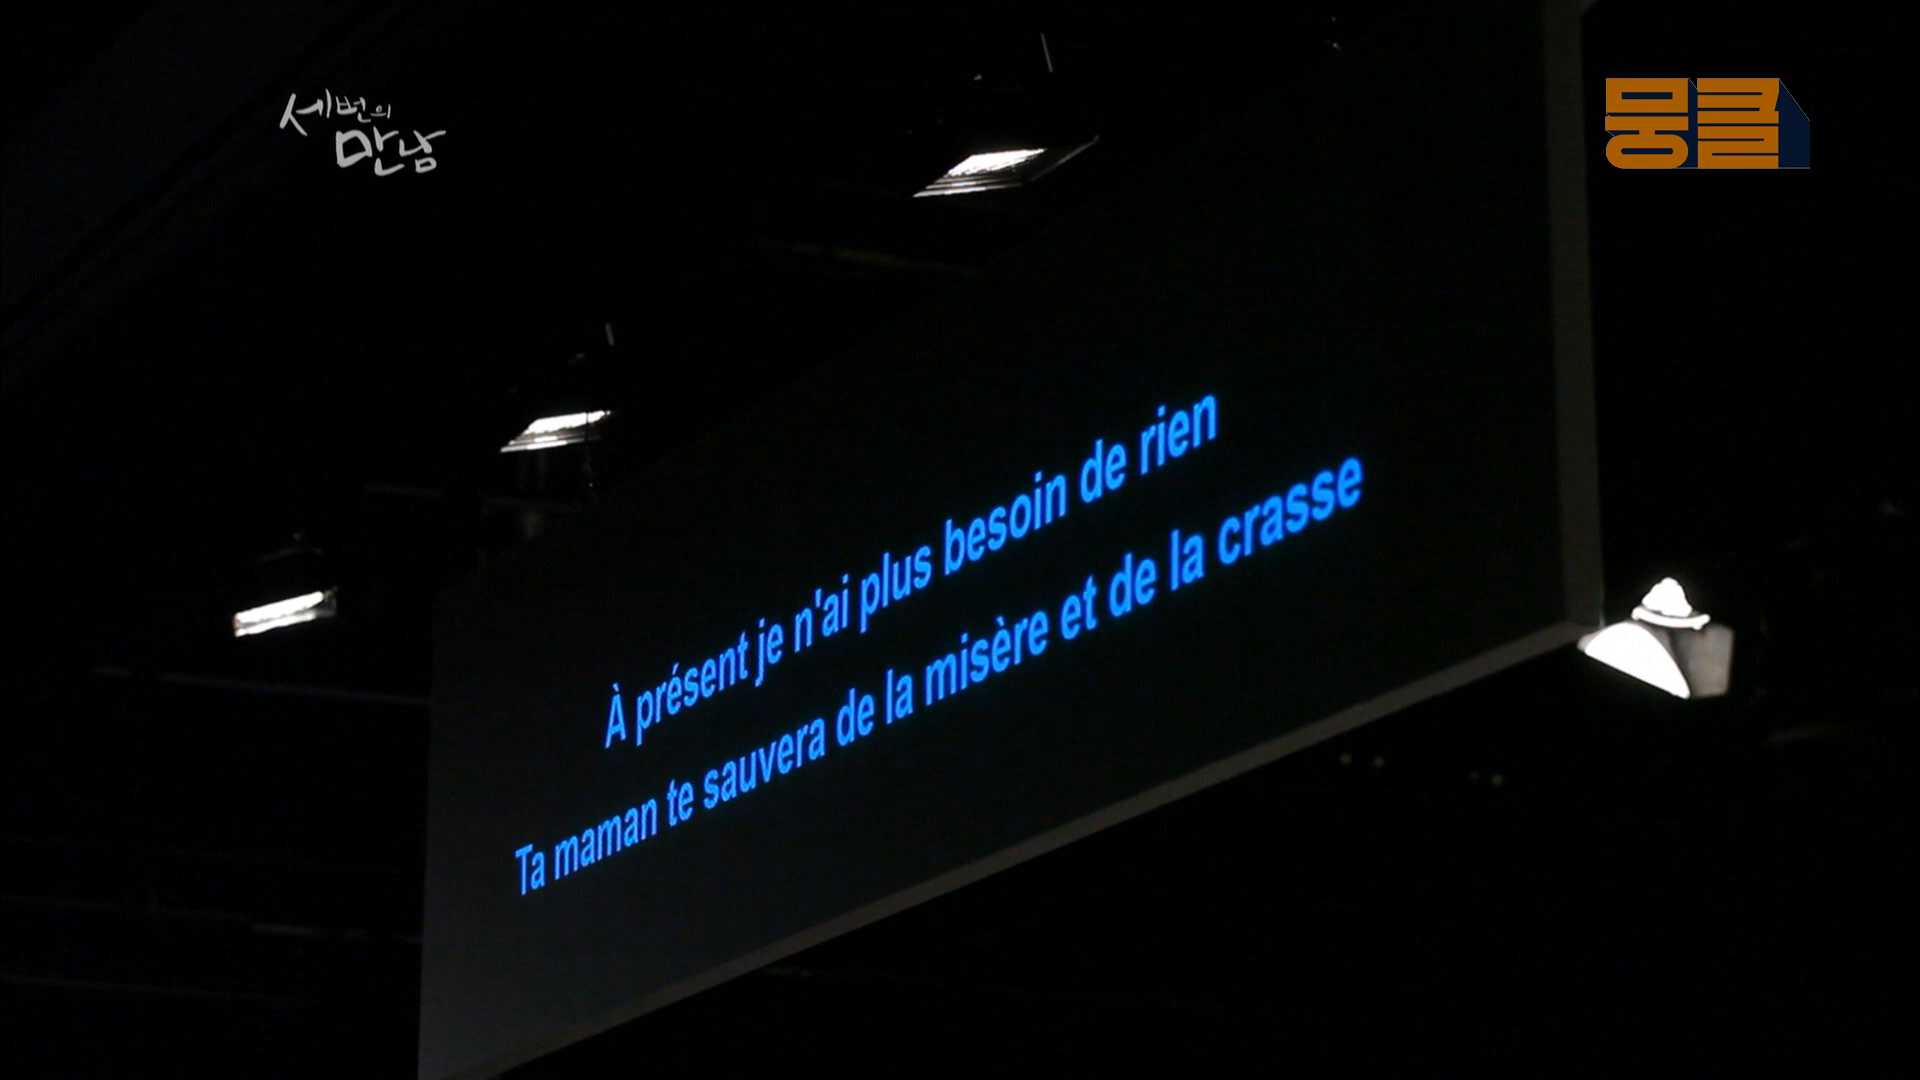 세번의
만남
뭉클
À présent je n'ai plus besoin de rien
Ta maman te sauvera de la misère et de la crasse